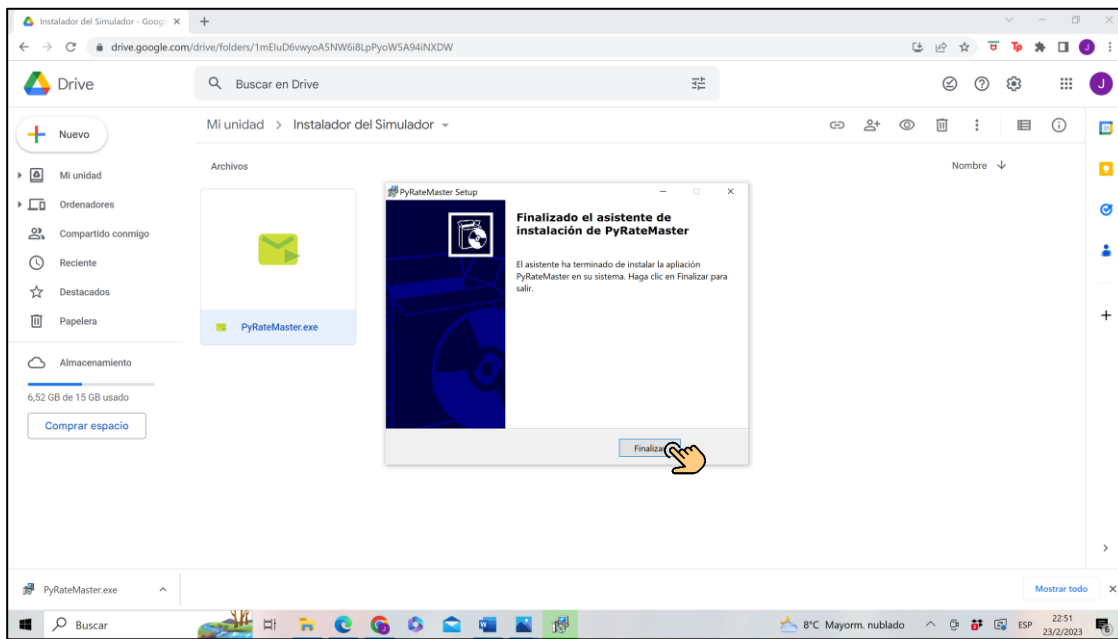 Instalador del Simulador - Goog
drive.google.com/drive/folders/1mEIuD6vwyoA5NW6i8LpPyoW5A94iNXDW
Drive
Buscar en Drive
J
Nuevo
Mi unidad > Instalador del Simulador
Archivos
Nombre
Mi unidad
Ordenadores
Compartido conmigo
Reciente
Destacados
Papelera
Almacenamiento
6,52 GB de 15 GB usado
Comprar espacio
PyRateMaster.exe
PyRateMaster Setup
Finalizado el asistente de
instalación de PyRateMaster
El asistente ha terminado de instalar la apliación
PyRateMaster en su sistema. Haga clic en Finalizar para
salir.
Finaliza
PyRateMaster.exe
Mostrar todo
Buscar
8°C Mayorm. nublado
ESP
22:51
23/2/2023